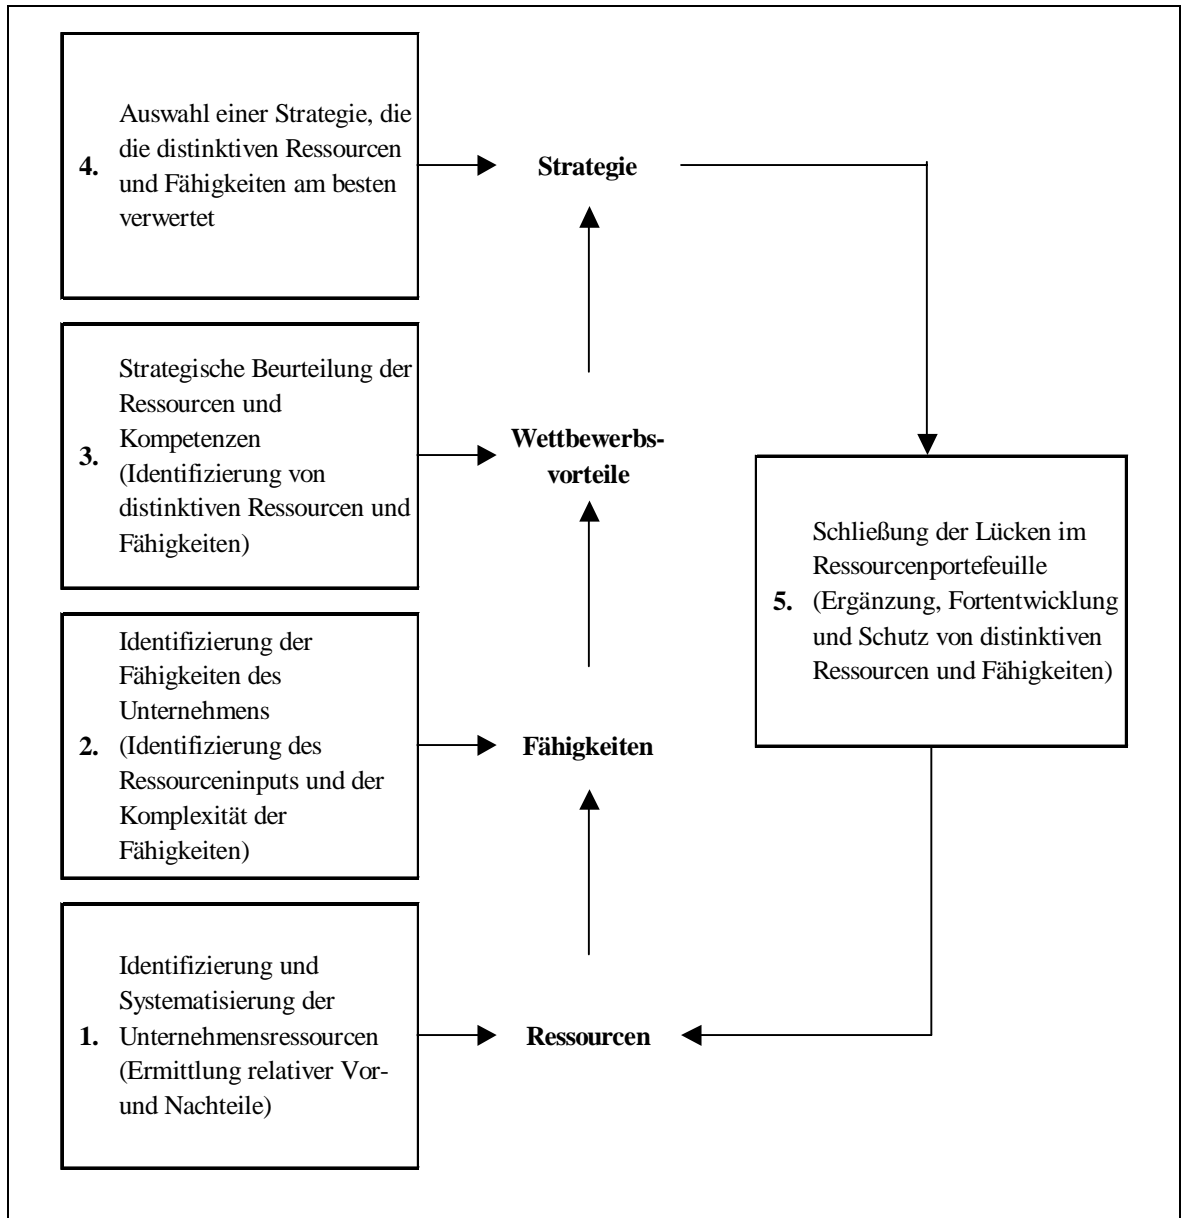 4.
Auswahl einer Strategie, die
die distinktiven Ressourcen
und Fähigkeiten am besten
verwertet
Strategie
3.
Strategische Beurteilung der
Ressourcen und
Kompetenzen
(Identifizierung von
distinktiven Ressourcen und
Fähigkeiten)
Wettbewerbs-
vorteile
5.
Schließung der Lücken im
Ressourcenportefeuille
(Ergänzung, Fortentwicklung
und Schutz von distinktiven
Ressourcen und Fähigkeiten)
2.
Identifizierung der
Fähigkeiten des
Unternehmens
(Identifizierung des
Ressourceninputs und der
Komplexität der
Fähigkeiten)
Fähigkeiten
1.
Identifizierung und
Systematisierung der
Unternehmensressourcen
(Ermittlung relativer Vor-
und Nachteile)
Ressourcen